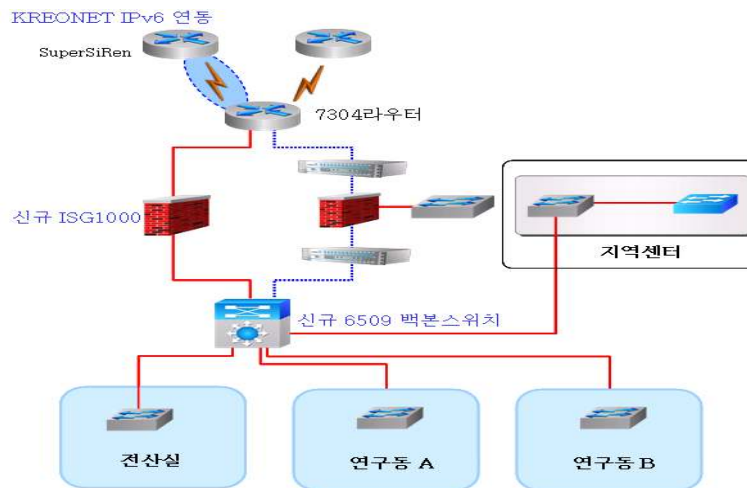 KREONET IPv6 연동
SuperSiRen
7304라우터
신규 ISG1000
지역센터
신규 6509 백본스위치
전산실
연구동 A
연구동 B